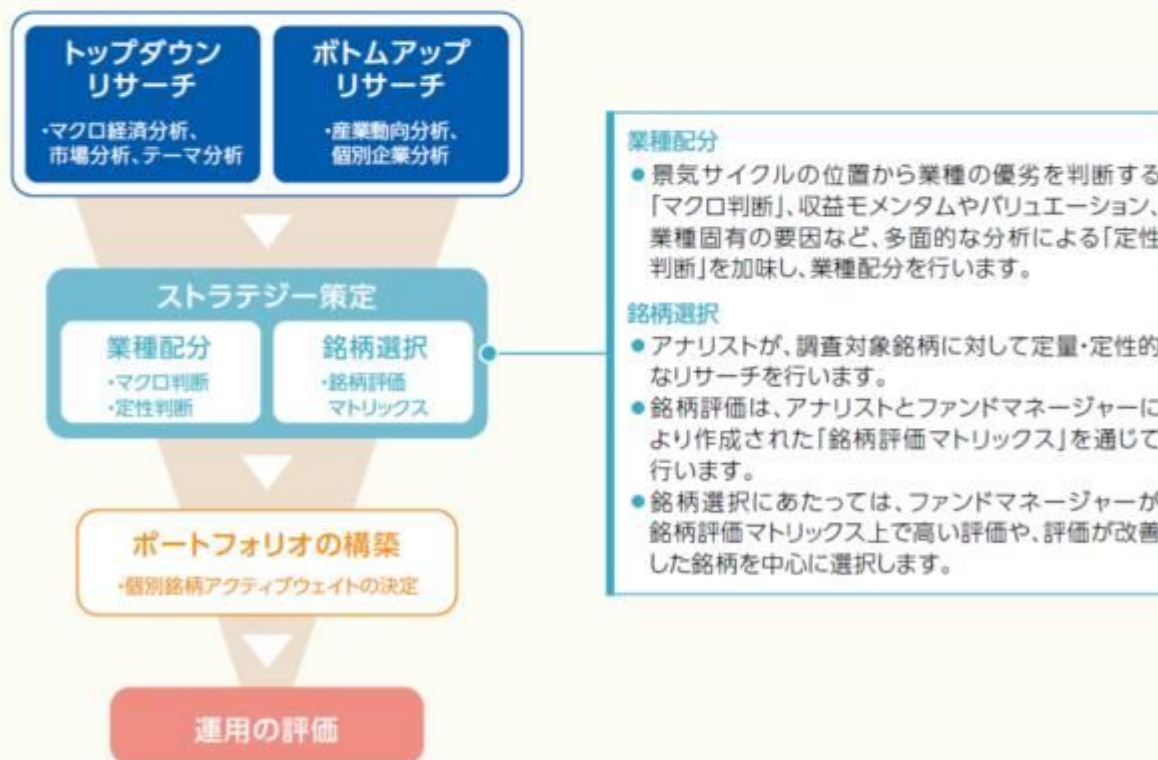 トップダウン
リサーチ
・マクロ経済分析、
市場分析、テーマ分析
ボトムアップ
リサーチ
・産業動向分析、
個別企業分析
ストラテジー策定
業種配分
・マクロ判断
・定性判断
銘柄選択
・銘柄評価
マトリックス
業種配分
●景気サイクルの位置から業種の優劣を判断する
「マクロ判断」、収益モメンタムやバリュエーション、
業種固有の要因など、多面的な分析による「定性
判断」を加味し、業種配分を行います。
銘柄選択
●アナリストが、調査対象銘柄に対して定量・定性的
なリサーチを行います。
●銘柄評価は、アナリストとファンドマネージャーに
より作成された「銘柄評価マトリックス」を通じて
行います。
●銘柄選択にあたっては、ファンドマネージャーが
銘柄評価マトリックス上で高い評価や、評価が改善
した銘柄を中心に選択します。
ポートフォリオの構築
・個別銘柄アクティブウェイトの決定
運用の評価